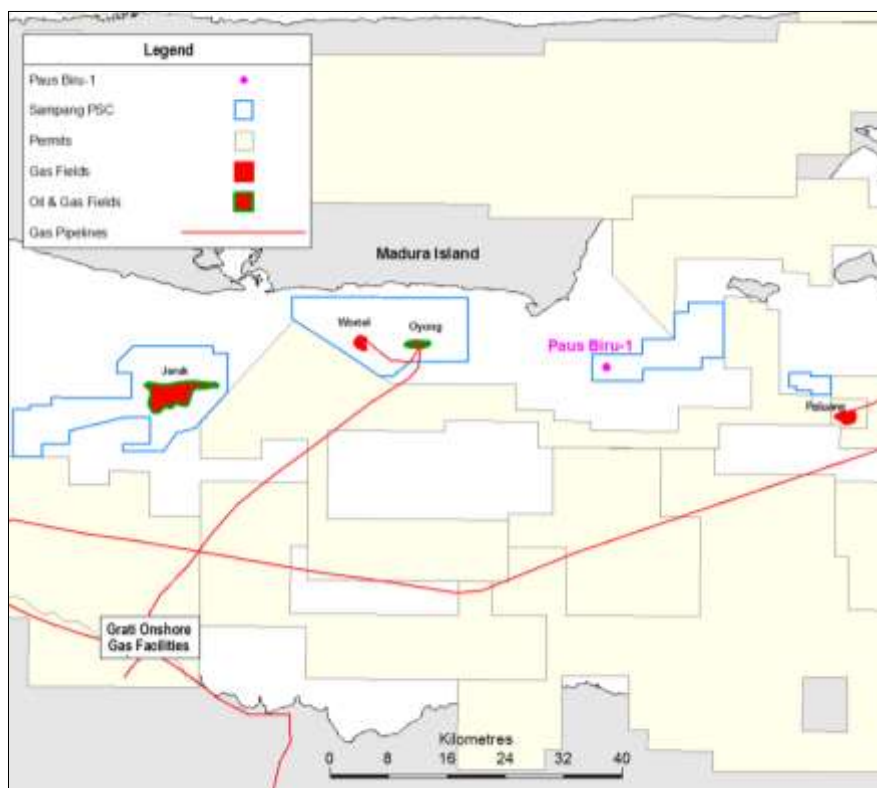 Legend
Paus Biru-1
Sampang PSC
Permits
Gas Fields
Oil & Gas Fields
Gas Pipelines
Madura Island
Wortel
Oyong
Jeruk
Paus Biru-1
Maleo
Grati Onshore
Gas Facilities
Kilometres
0 8 16 24 32 40